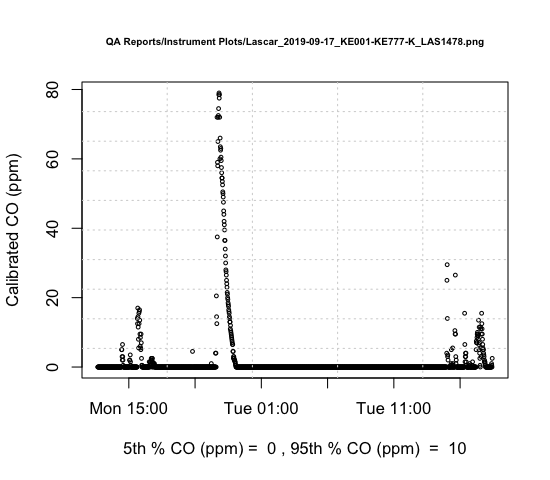 QA Reports/Instrument Plots/Lascar_2019-09-17_KE001-KE777-K_LAS1478.png
80
60
40
20
0
Calibrated CO (ppm)
Mon 15:00 Tue 01:00 Tue 11:00
5th % CO (ppm) = 0 , 95th % CO (ppm) = 10